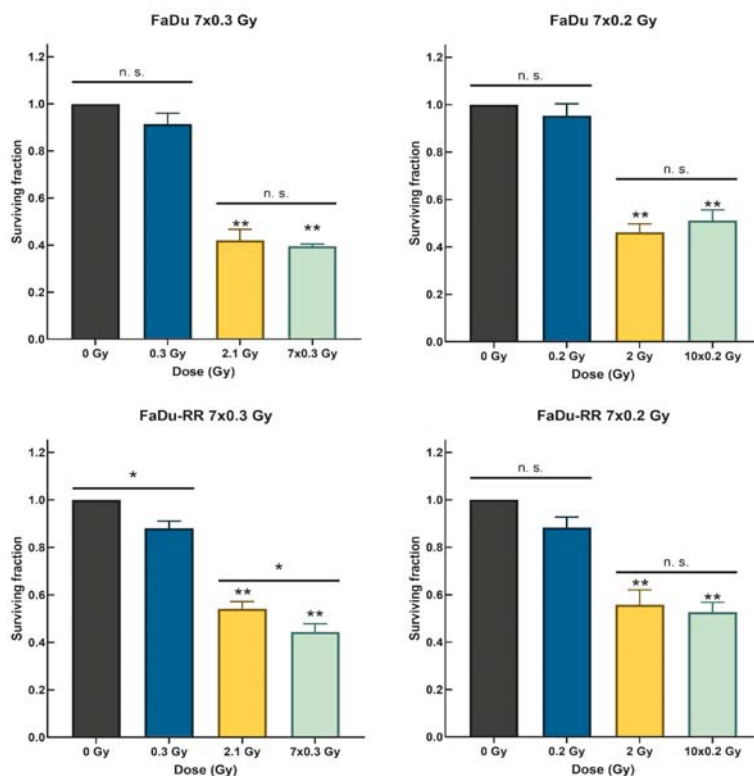 FaDu 7x0.3 Gy
1.2
1.0
0.8
0.6
0.4
0.2
0.0
Surviving fraction
n. s.
n. s.
**
**
0 Gy
0.3 Gy
2.1 Gy
7x0.3 Gy
Dose (Gy)
FaDu 7x0.2 Gy
1.2
1.0
0.8
0.6
0.4
0.2
0.0
Surviving fraction
n. s.
n. s.
**
**
0 Gy
0.2 Gy
2 Gy
10x0.2 Gy
Dose (Gy)
FaDu-RR 7x0.3 Gy
1.2
1.0
0.8
0.6
0.4
0.2
0.0
Surviving fraction
*
*
**
**
0 Gy
0.3 Gy
2.1 Gy
7x0.3 Gy
Dose (Gy)
FaDu-RR 7x0.2 Gy
1.2
1.0
0.8
0.6
0.4
0.2
0.0
Surviving fraction
n. s.
n. s.
**
**
0 Gy
0.2 Gy
2 Gy
10x0.2 Gy
Dose (Gy)